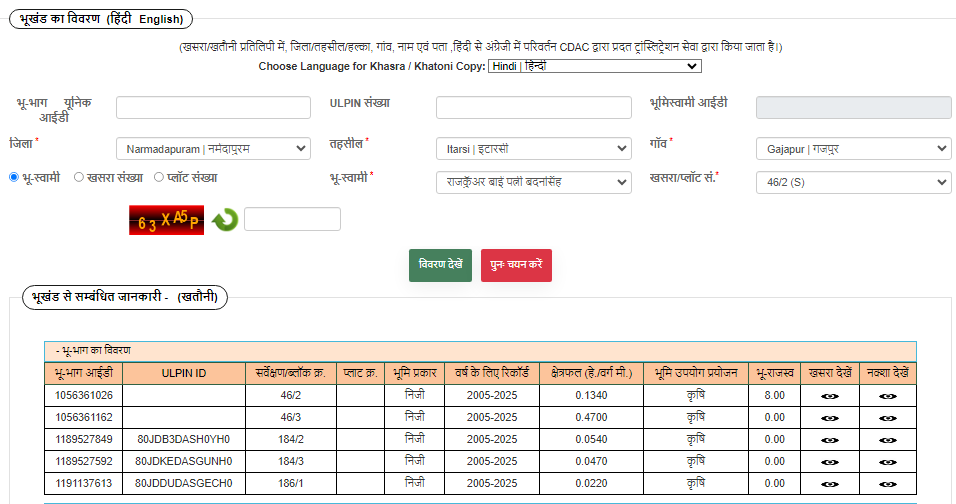 भूखंड का विवरण (हिंदी English)
(खसरा/खतौनी प्रतिलिपी में, जिला/तहसील/हल्का, गांव, नाम एवं पता ,हिंदी से अंग्रेजी में परिवर्तन CDAC द्वारा प्रदत ट्रांस्लिट्रेशन सेवा द्वारा किया जाता है।)
Choose Language for Khasra / Khatoni Copy: Hindi | हिन्दी
भू-भाग यूनिक आईडी ULPIN संख्या भूमिस्वामी आईडी
जिला * Narmadapuram | नर्मदापुरम तहसील * Itarsi | इटारसी गाँव * Gajapur | गजपुर
भू-स्वामी खसरा संख्या प्लॉट संख्या भू-स्वामी * राजकुँअर बाई पत्नी बदनसिंह खसरा/प्लॉट सं.* 46/2 (S)
6 3 X A5 P
विवरण देखें पुनः चयन करें
भूखंड से सम्बंधित जानकारी - (खतौनी)
- भू-भाग का विवरण
भू-भाग आईडी ULPIN ID सर्वेक्षण/ब्लॉक क्र. प्लाट क्र. भूमि प्रकार वर्ष के लिए रिकॉर्ड क्षेत्रफल (हे./वर्ग मी.) भूमि उपयोग प्रयोजन भू-राजस्व खसरा देखें नक्शा देखें
1056361026 46/2 निजी 2005-2025 0.1340 कृषि 8.00
1056361162 46/3 निजी 2005-2025 0.4700 कृषि 0.00
1189527849 80JDB3DASH0YH0 184/2 निजी 2005-2025 0.0540 कृषि 0.00
1189527592 80JDKEDASGUNH0 184/3 निजी 2005-2025 0.0470 कृषि 0.00
1191137613 80JDDUDASGECH0 186/1 निजी 2005-2025 0.0220 कृषि 0.00